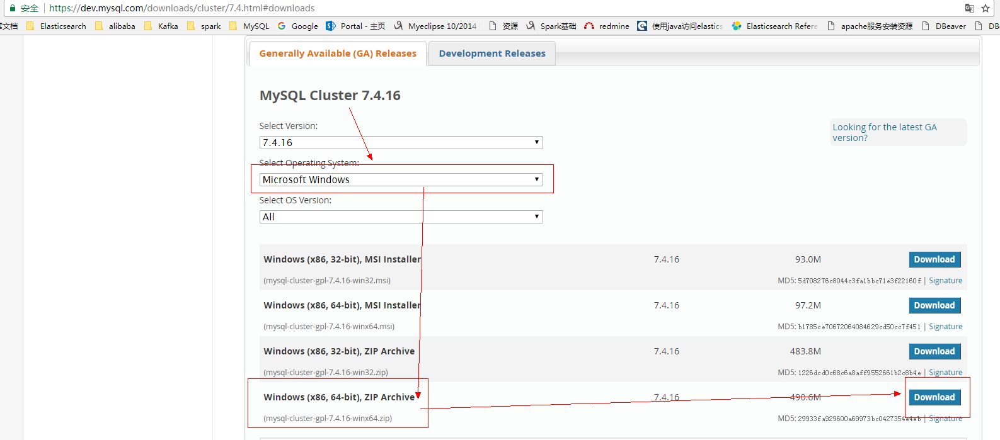 安全 | https://dev.mysql.com/downloads/cluster/7.4.html#downloads
文档 Elasticsearch alibaba Kafka spark MySQL Google Portal - 主页 Myeclipse 10/2014 资源 Spark基础 redmine 使用java访问elastics Elasticsearch Refere apache服务安装资源 DBeaver DB
Generally Available (GA) Releases Development Releases
MySQL Cluster 7.4.16
Select Version:
7.4.16
Looking for the latest GA
version?
Select Operating System:
Microsoft Windows
Select OS Version:
All
Windows (x86, 32-bit), MSI Installer 7.4.16 93.0M Download
(mysql-cluster-gpl-7.4.16-win32.msi) MD5: 5d708276c8044c3fa1bbc71e3f22160f | Signature
Windows (x86, 64-bit), MSI Installer 7.4.16 97.2M Download
(mysql-cluster-gpl-7.4.16-winx64.msi) MD5: b1785ce70672064084629cd50cc7f451 | Signature
Windows (x86, 32-bit), ZIP Archive 7.4.16 483.8M Download
(mysql-cluster-gpl-7.4.16-win32.zip) MD5: 1226dcd0c68c6a8aff9552661b2c8b4e | Signature
Windows (x86, 64-bit), ZIP Archive 7.4.16 490.6M Download
(mysql-cluster-gpl-7.4.16-winx64.zip) MD5: 29933fa929600a69973bc0427354e4eb | Signature